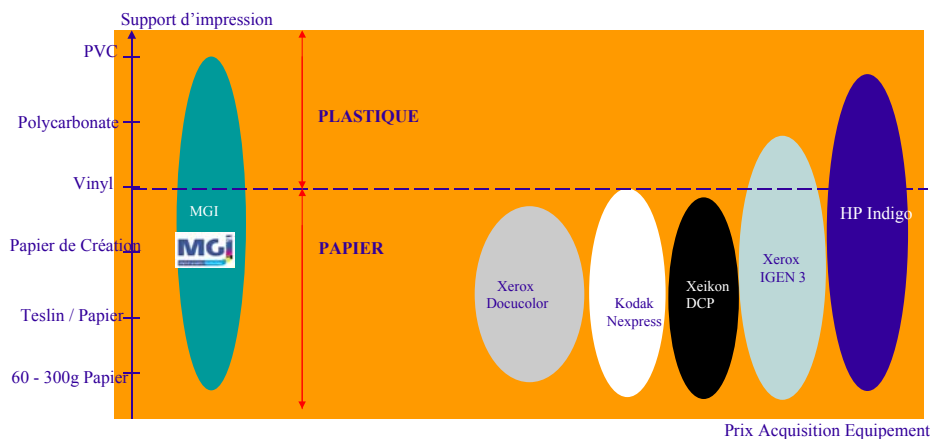 Support d'impression
PVC
PLASTIQUE
Polycarbonate
Vinyl
MGI
HP Indigo
Papier de Création
MGI
PAPIER
Xerox
IGEN 3
Xerox
Docucolor
Xeikon
DCP
Kodak
Nexpress
Teslin / Papier
60 - 300g Papier
Prix Acquisition Equipement